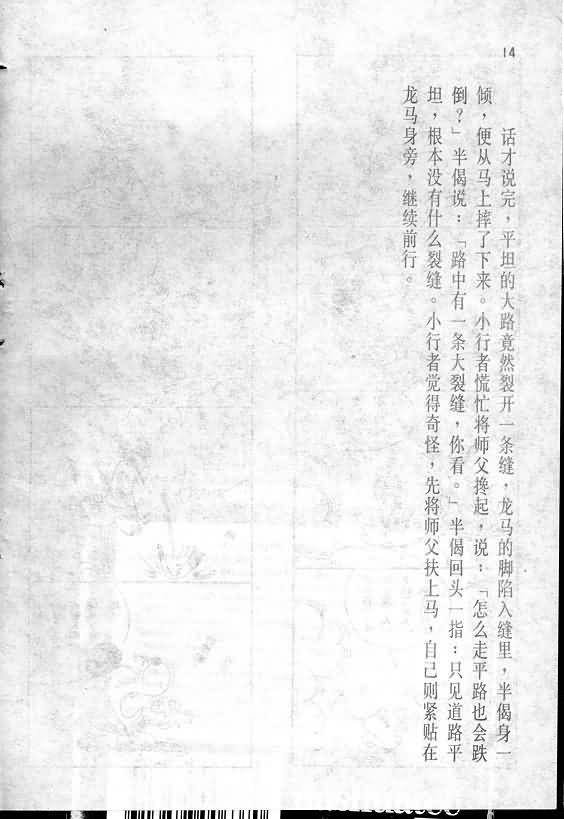 14
话才说完，平坦的大路竟然裂开一条缝，龙马的脚陷入缝里，半偈身一
倾，便从马上摔了下来。小行者慌忙将师父搀起，说：「怎么走平路也会跌
倒？」半偈说：「路中有一条大裂缝，你看。」半偈回头一指：只见道路平
坦，根本没有什么裂缝。小行者觉得奇怪，先将师父扶上马，自己则紧贴在
龙马身旁，继续前行。